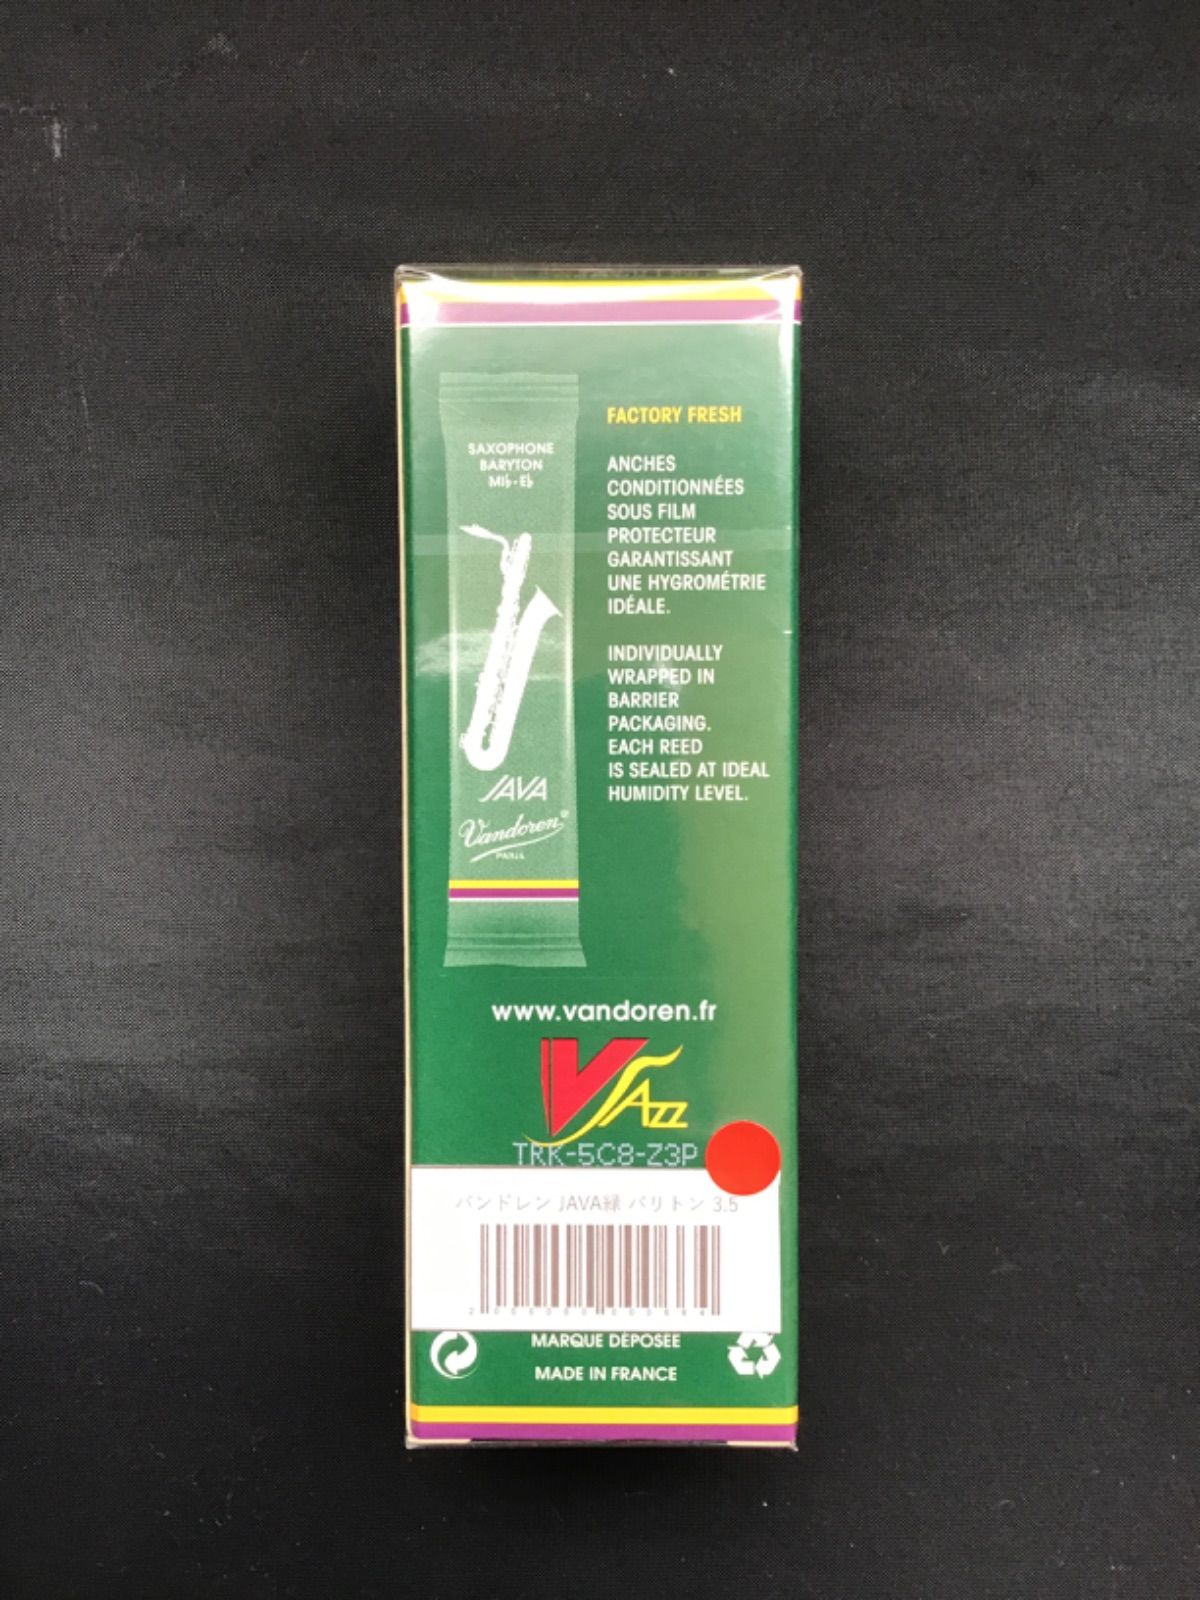 SAXOPHONE
BARYTON
MI♭-E♭
JAVA
Vandoren®
PARIS
FACTORY FRESH
ANCHES
CONDITIONNÉES
SOUS FILM
PROTECTEUR
GARANTISSANT
UNE HYGROMÉTRIE
IDÉALE.
INDIVIDUALLY
WRAPPED IN
BARRIER
PACKAGING.
EACH REED
IS SEALED AT IDEAL
HUMIDITY LEVEL.
www.vandoren.fr
V JAZZ
TRK-5C8-Z3P
バンドレン JAVA緑 バリトン 3.5
MARQUE DÉPOSÉE
MADE IN FRANCE